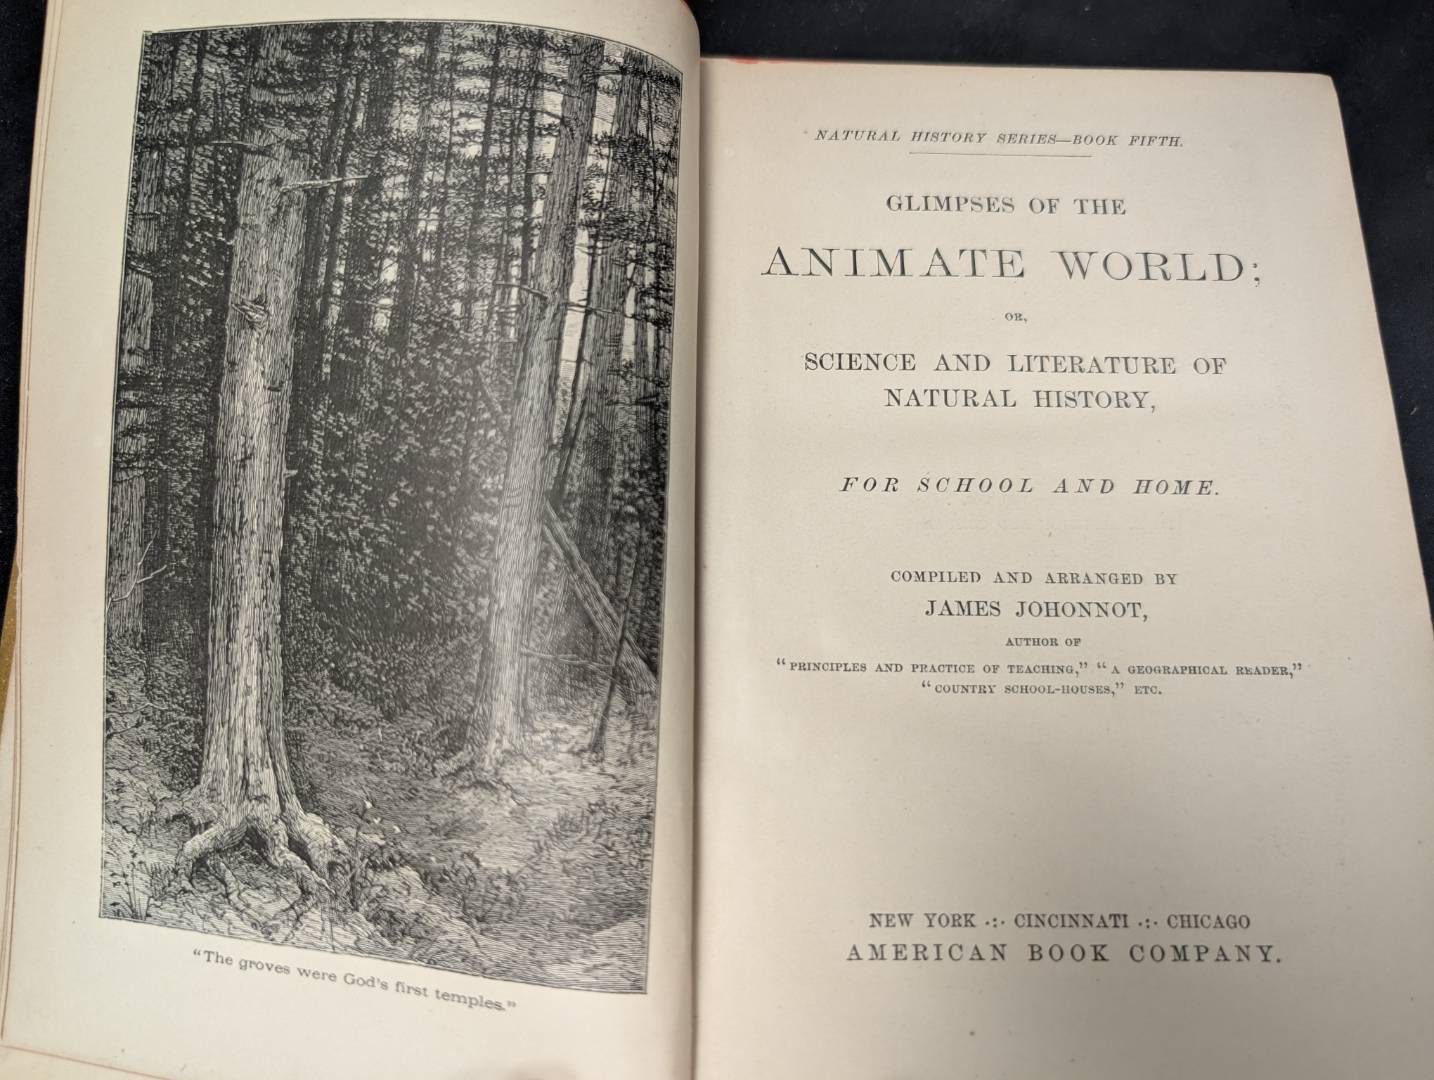 "The groves were God's first temples."
NATURAL HISTORY SERIES—BOOK FIFTH.
GLIMPSES OF THE
ANIMATE WORLD;
OR,
SCIENCE AND LITERATURE OF
NATURAL HISTORY,
FOR SCHOOL AND HOME.
COMPILED AND ARRANGED BY
JAMES JOHONNOT,
AUTHOR OF
"PRINCIPLES AND PRACTICE OF TEACHING," "A GEOGRAPHICAL READER,"
"COUNTRY SCHOOL-HOUSES," ETC.
NEW YORK ·:· CINCINNATI ·:· CHICAGO
AMERICAN BOOK COMPANY.